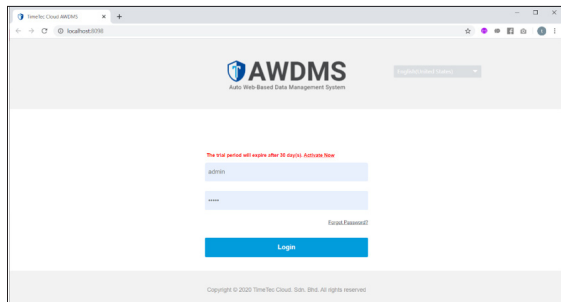 TimeTec Cloud AWDMS
localhost:8098
AWDMS
Auto Web-Based Data Management System
English(United States)
The trial period will expire after 30 day(s). Activate Now
admin
•••••
Forgot Password?
Login
Copyright © 2020 TimeTec Cloud. Sdn. Bhd. All rights reserved